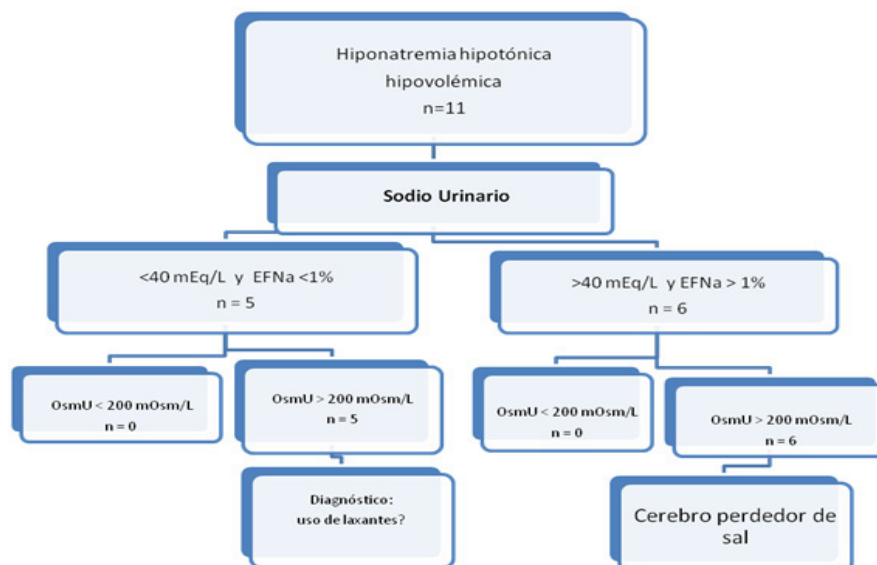 Hiponatremia hipotónica
hipovolémica
n=11
Sodio Urinario
<40 mEq/L y EFNa <1%
n = 5
>40 mEq/L y EFNa > 1%
n = 6
OsmU < 200 mOsm/L
n = 0
OsmU > 200 mOsm/L
n = 5
OsmU < 200 mOsm/L
n = 0
OsmU > 200 mOsm/L
n = 6
Diagnóstico:
uso de laxantes?
Cerebro perdedor de
sal